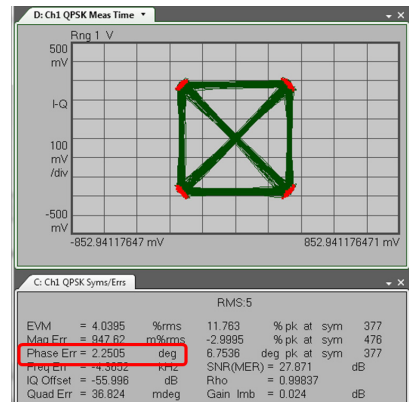 D: Ch1 QPSK Meas Time
Rng 1 V
500
mV
I-Q
100
mV
/div
-500
mV
-852.94117647 mV 852.941176471 mV
C: Ch1 QPSK Syms/Errs
RMS:5
EVM = 4.0395 %rms 11.763 % pk at sym 377
Mag Err = 947.62 m%rms -2.9995 % pk at sym 476
Phase Err = 2.2505 deg 6.7536 deg pk at sym 377
Freq Err = -4.3852 kHz SNR(MER) = 27.871 dB
IQ Offset = -55.996 dB Rho = 0.99837
Quad Err = 36.824 mdeg Gain Imb = 0.024 dB